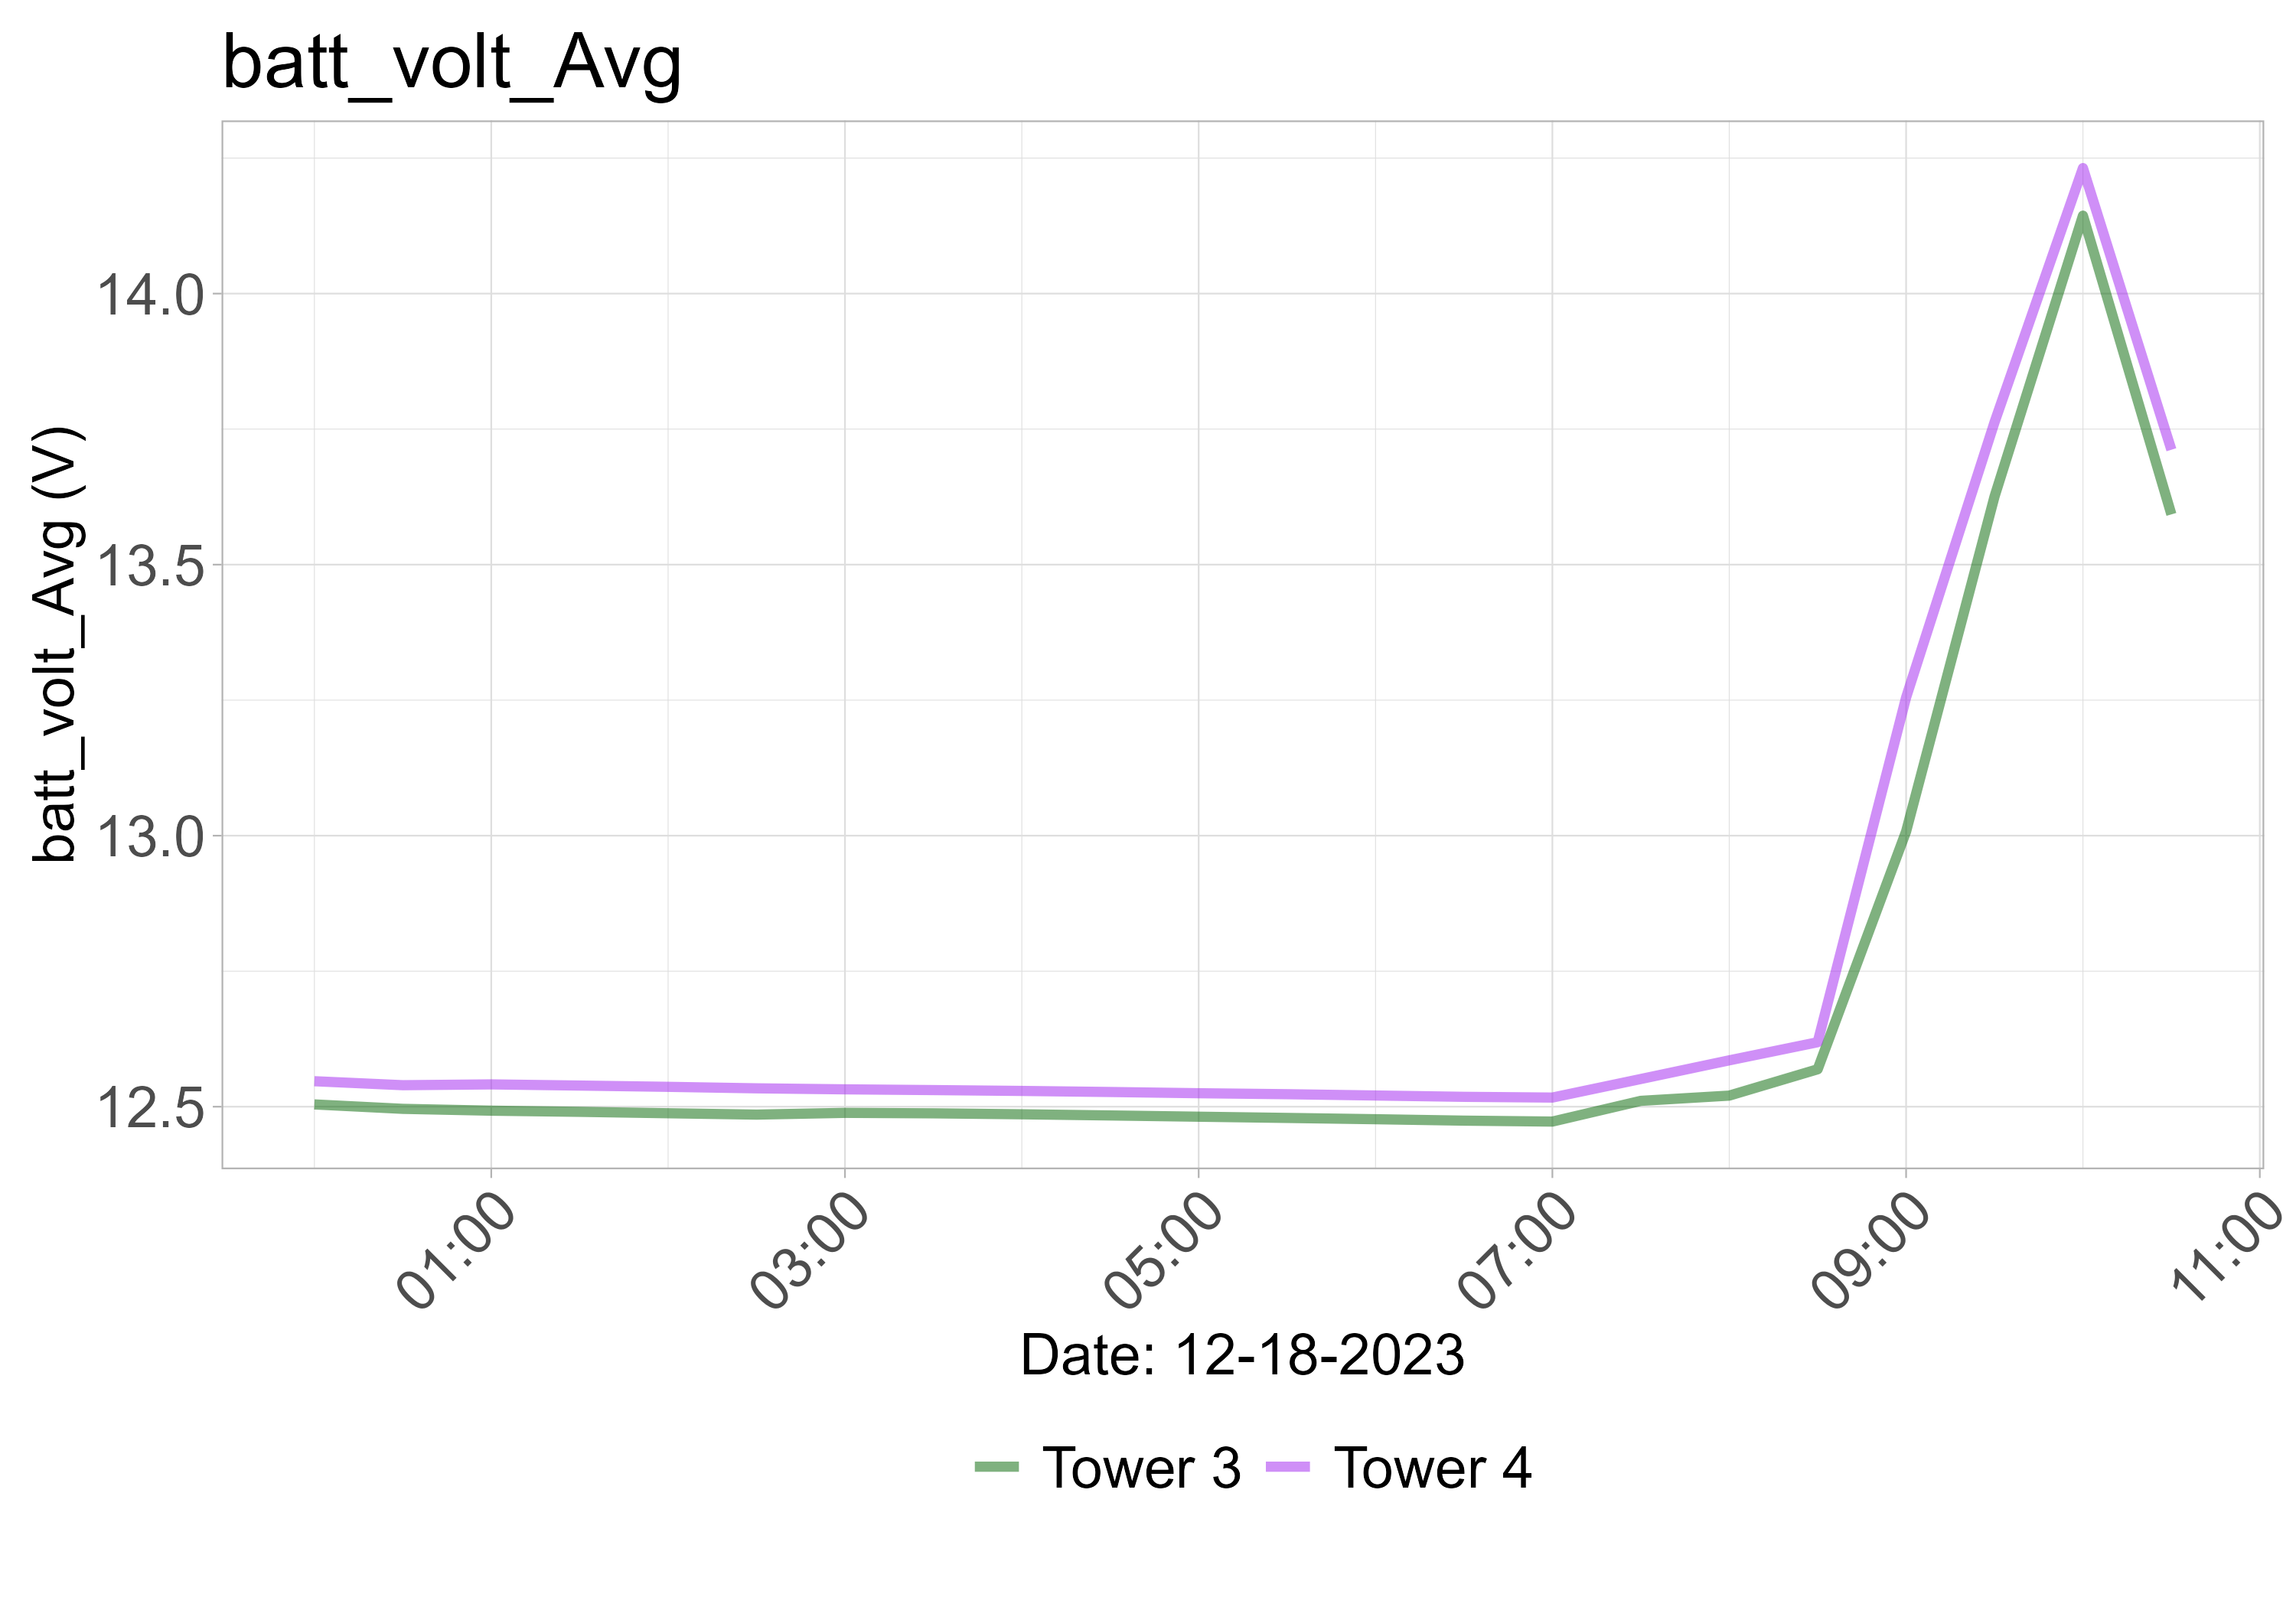 batt_volt_Avg
batt_volt_Avg (V)
14.0
13.5
13.0
12.5
01:00
03:00
05:00
07:00
09:00
11:00
Date: 12-18-2023
Tower 3
Tower 4